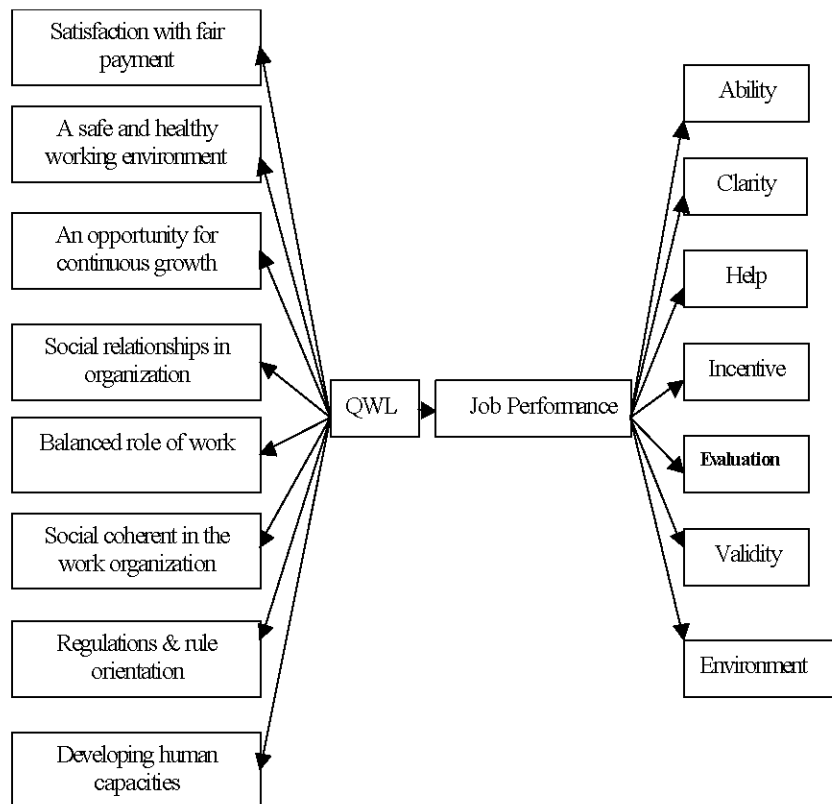 Satisfaction with fair
payment
A safe and healthy
working environment
An opportunity for
continuous growth
Social relationships in
organization
Balanced role of work
Social coherent in the
work organization
Regulations & rule
orientation
Developing human
capacities
QWL
Job Performance
Ability
Clarity
Help
Incentive
Evaluation
Validity
Environment